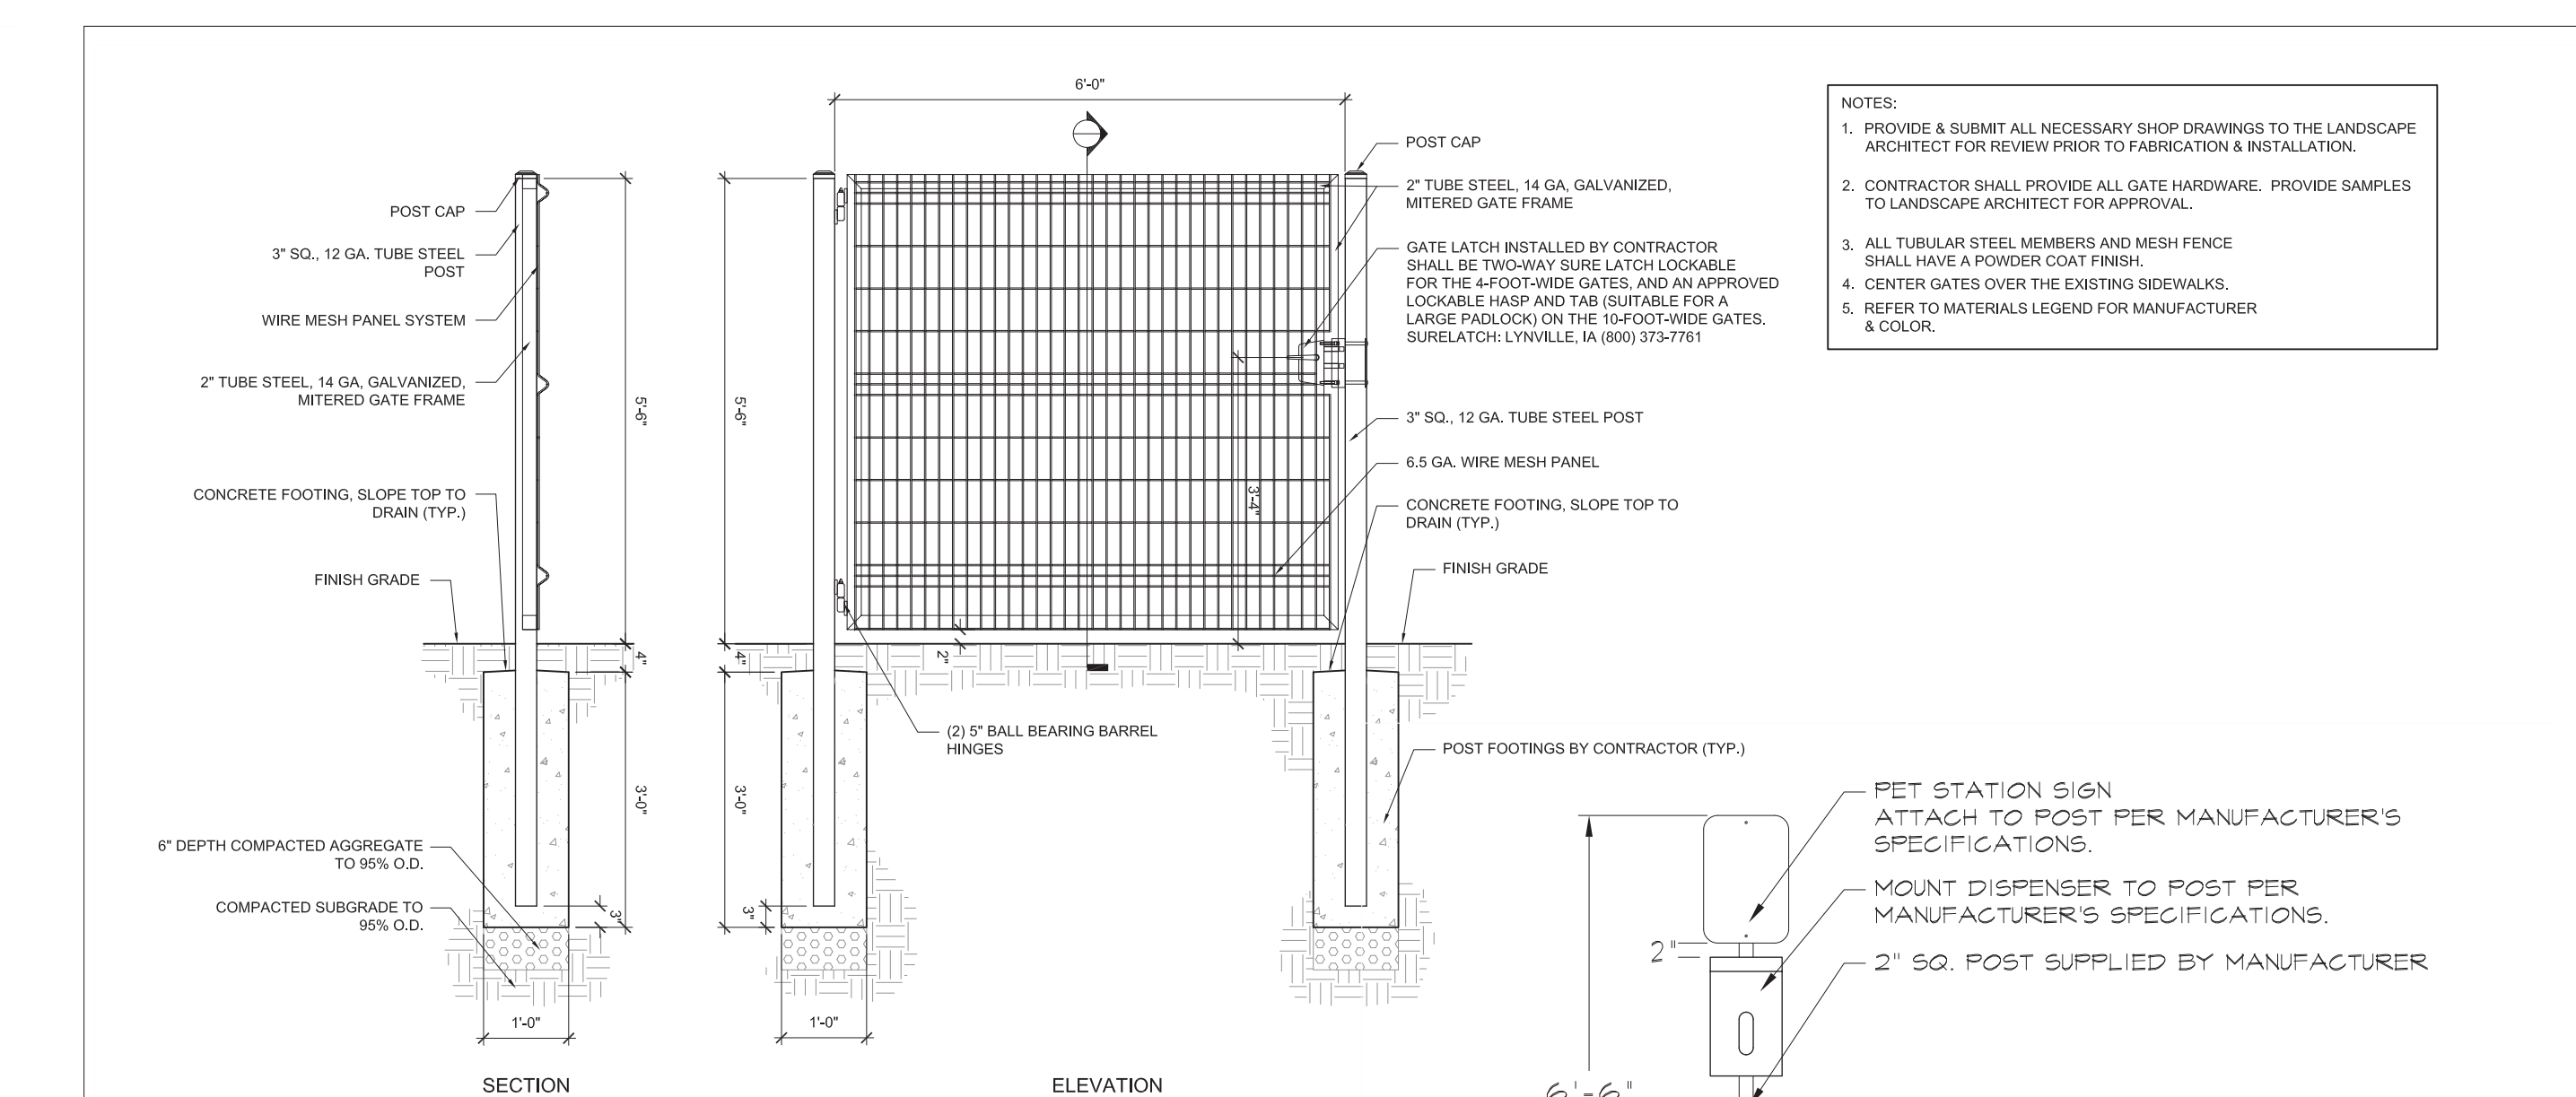 6'-0"
POST CAP
3" SQ., 12 GA. TUBE STEEL
POST
WIRE MESH PANEL SYSTEM
2" TUBE STEEL, 14 GA, GALVANIZED,
MITERED GATE FRAME
CONCRETE FOOTING, SLOPE TOP TO
DRAIN (TYP.)
FINISH GRADE
6" DEPTH COMPACTED AGGREGATE
TO 95% O.D.
COMPACTED SUBGRADE TO
95% O.D.
5'-6"
4"
3'-0"
3"
1'-0"
SECTION
5'-6"
4"
3'-0"
3"
1'-0"
2"
3'-4"
(2) 5" BALL BEARING BARREL
HINGES
ELEVATION
POST CAP
2" TUBE STEEL, 14 GA, GALVANIZED,
MITERED GATE FRAME
GATE LATCH INSTALLED BY CONTRACTOR
SHALL BE TWO-WAY SURE LATCH LOCKABLE
FOR THE 4-FOOT-WIDE GATES, AND AN APPROVED
LOCKABLE HASP AND TAB (SUITABLE FOR A
LARGE PADLOCK) ON THE 10-FOOT-WIDE GATES.
SURELATCH: LYNVILLE, IA (800) 373-7761
3" SQ., 12 GA. TUBE STEEL POST
6.5 GA. WIRE MESH PANEL
CONCRETE FOOTING, SLOPE TOP TO
DRAIN (TYP.)
FINISH GRADE
POST FOOTINGS BY CONTRACTOR (TYP.)
NOTES:
1. PROVIDE & SUBMIT ALL NECESSARY SHOP DRAWINGS TO THE LANDSCAPE
ARCHITECT FOR REVIEW PRIOR TO FABRICATION & INSTALLATION.
2. CONTRACTOR SHALL PROVIDE ALL GATE HARDWARE. PROVIDE SAMPLES
TO LANDSCAPE ARCHITECT FOR APPROVAL.
3. ALL TUBULAR STEEL MEMBERS AND MESH FENCE
SHALL HAVE A POWDER COAT FINISH.
4. CENTER GATES OVER THE EXISTING SIDEWALKS.
5. REFER TO MATERIALS LEGEND FOR MANUFACTURER
& COLOR.
PET STATION SIGN
ATTACH TO POST PER MANUFACTURER'S
SPECIFICATIONS.
MOUNT DISPENSER TO POST PER
MANUFACTURER'S SPECIFICATIONS.
2"
2" SQ. POST SUPPLIED BY MANUFACTURER
6'-6"